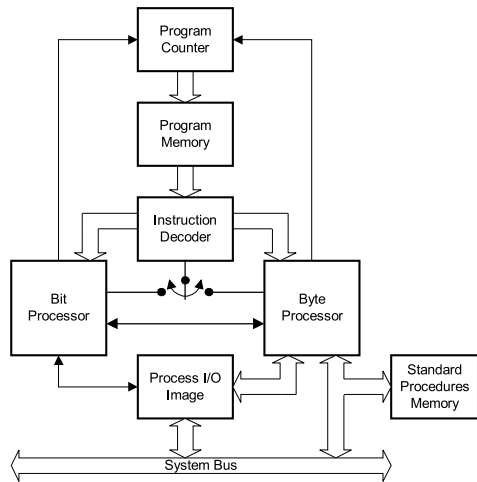 Program
Counter
Program
Memory
Instruction
Decoder
Bit
Processor
Byte
Processor
Process I/O
Image
Standard
Procedures
Memory
System Bus